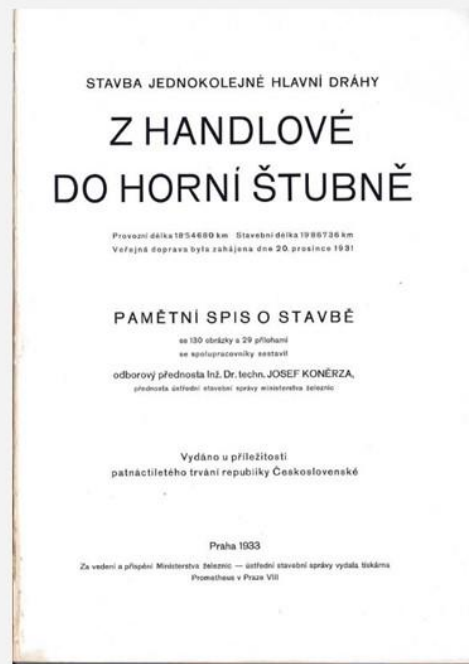 STAVBA JEDNOKOLEJNÉ HLAVNÍ DRÁHY
Z HANDLOVÉ
DO HORNÍ ŠTUBNĚ
Provozní délka 18˙54660 km Stavební délka 19˙86736 km
Veřejná doprava byla zahájena dne 20. prosince 1931
PAMĚTNÍ SPIS O STAVBĚ
se 130 obrázky a 29 přílohami
se spolupracovníky sestavil
odborový přednosta Inž. Dr. techn. JOSEF KONĚRZA,
přednosta ústřední stavební správy ministerstva železnic
Vydáno u příležitosti
patnáctiletého trvání republiky Československé
Praha 1933
Za vedení a přispění Ministerstva železnic — ústřední stavební správy vydala tiskárna
Prometheus v Praze VIII